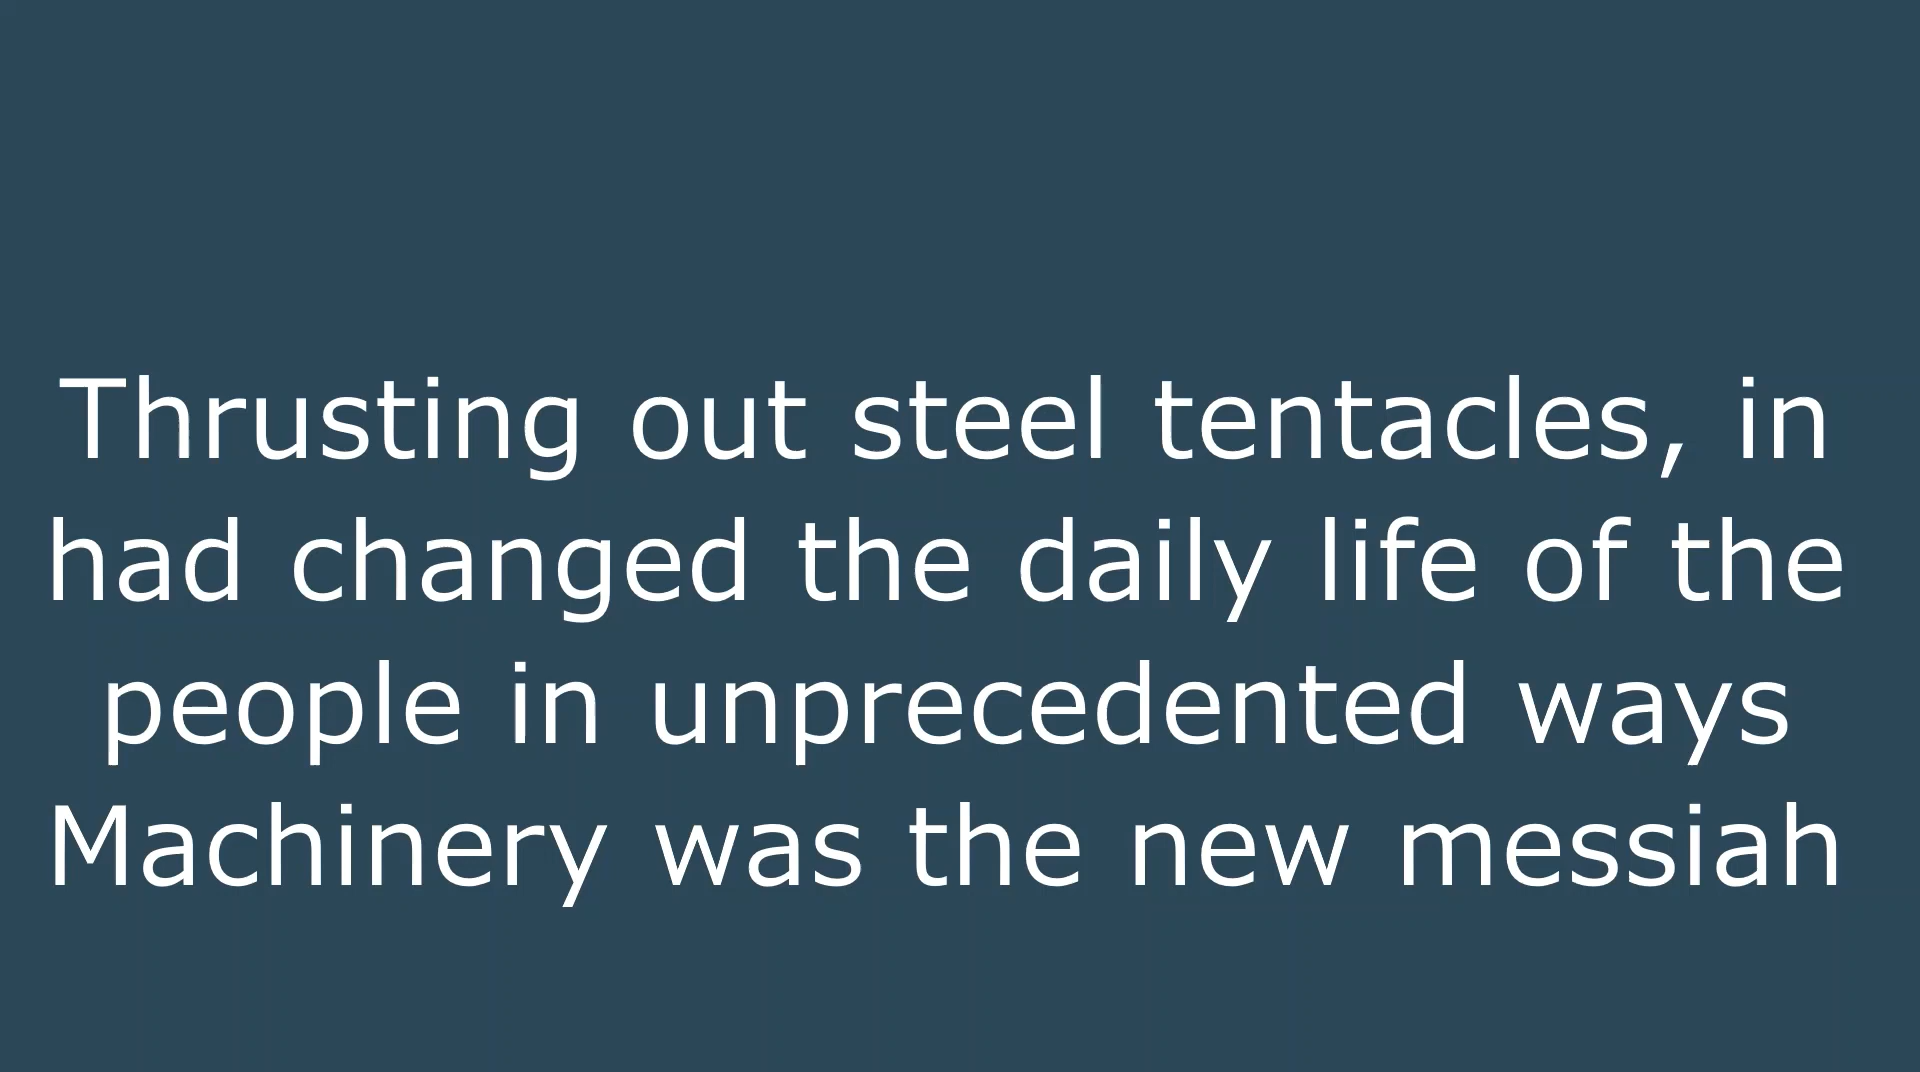 Thrusting out steel tentacles, in
had changed the daily life of the
people in unprecedented ways
Machinery was the new messiah